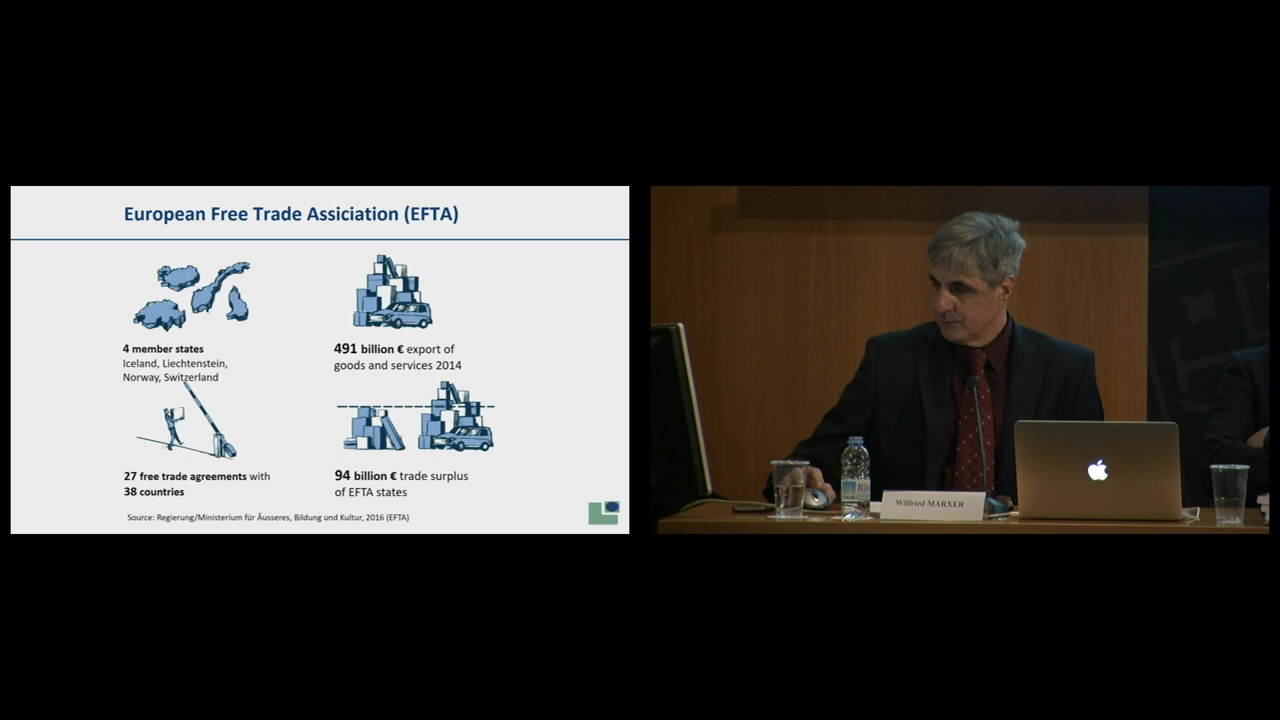 European Free Trade Assiciation (EFTA)
4 member states
Iceland, Liechtenstein,
Norway, Switzerland
491 billion € export of
goods and services 2014
27 free trade agreements with
38 countries
94 billion € trade surplus
of EFTA states
Source: Regierung/Ministerium für Äusseres, Bildung und Kultur, 2016 (EFTA)
Wilfried MARXER